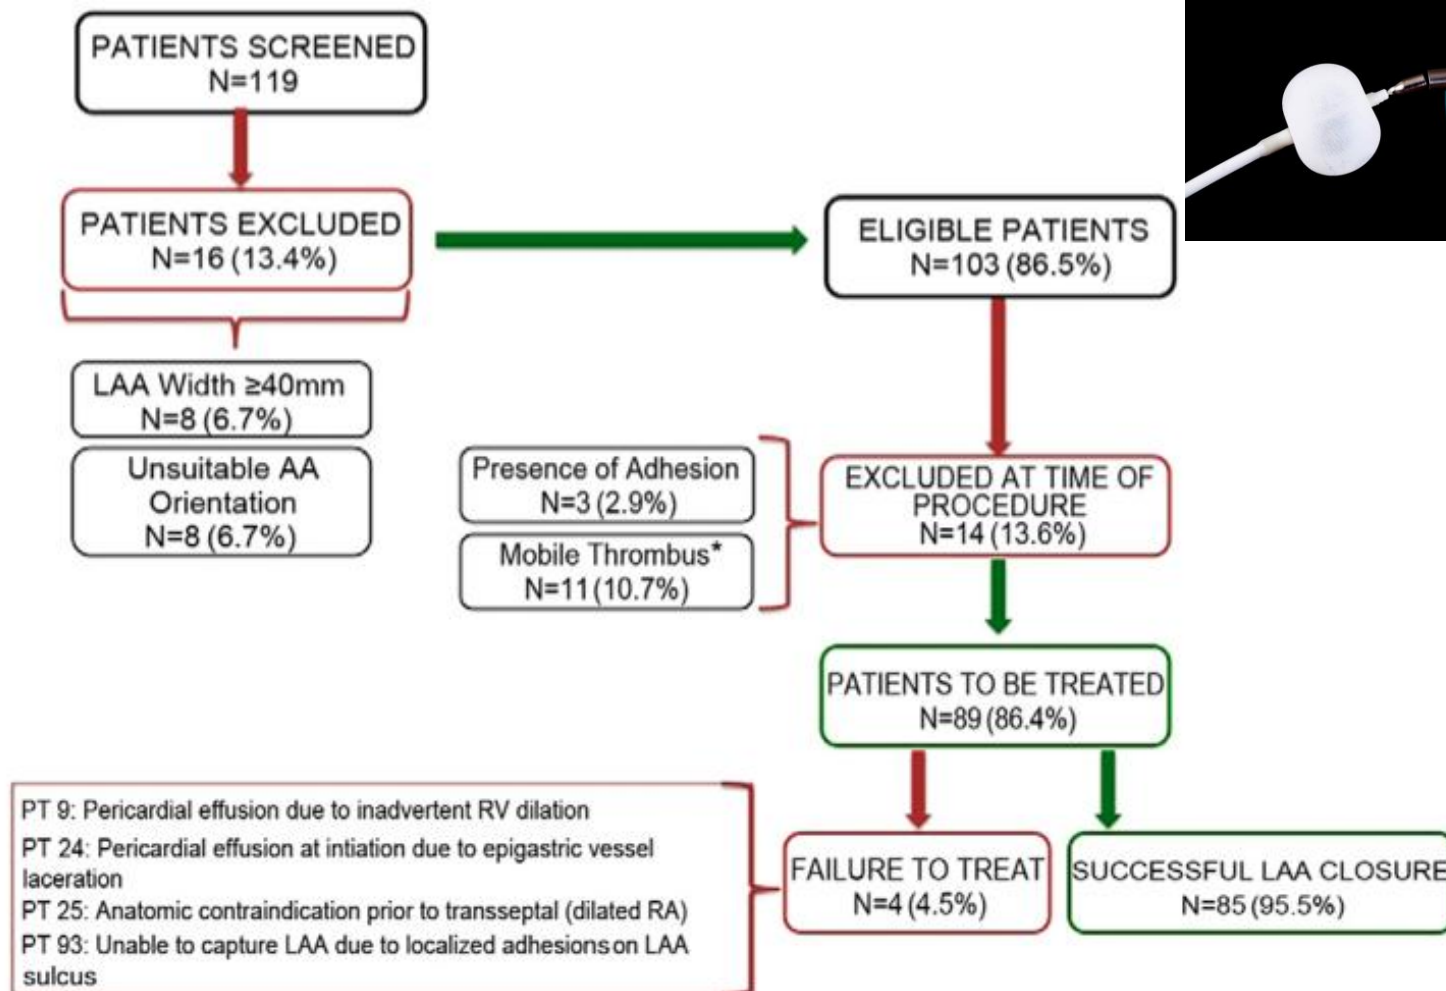 PATIENTS SCREENED
N=119
PATIENTS EXCLUDED
N=16 (13.4%)
ELIGIBLE PATIENTS
N=103 (86.5%)
LAA Width ≥40mm
N=8 (6.7%)
Unsuitable AA
Orientation
N=8 (6.7%)
Presence of Adhesion
N=3 (2.9%)
Mobile Thrombus*
N=11 (10.7%)
EXCLUDED AT TIME OF
PROCEDURE
N=14 (13.6%)
PATIENTS TO BE TREATED
N=89 (86.4%)
PT 9: Pericardial effusion due to inadvertent RV dilation
PT 24: Pericardial effusion at intiation due to epigastric vessel
laceration
PT 25: Anatomic contraindication prior to transseptal (dilated RA)
PT 93: Unable to capture LAA due to localized adhesions on LAA
sulcus
FAILURE TO TREAT
N=4 (4.5%)
SUCCESSFUL LAA CLOSURE
N=85 (95.5%)